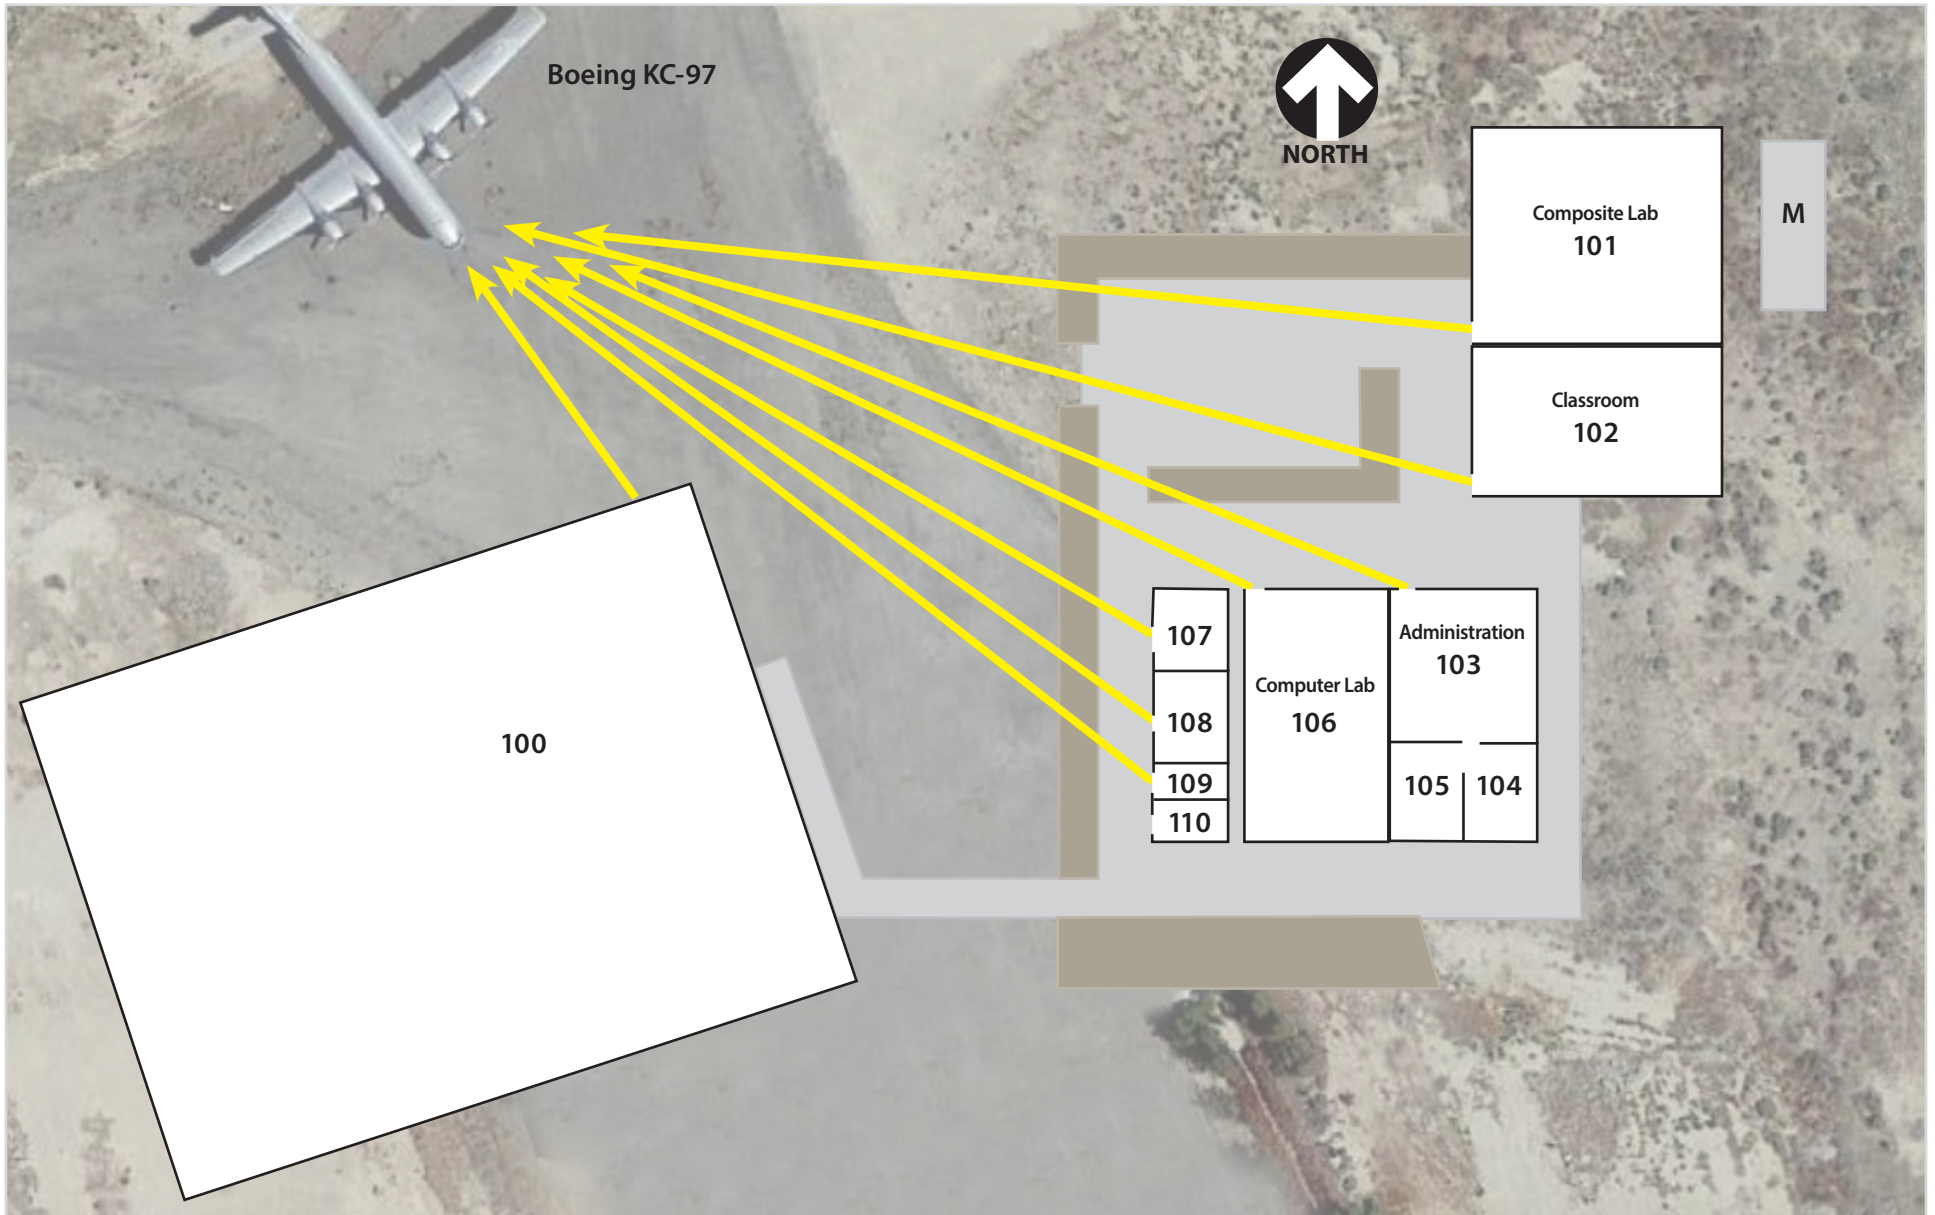 Boeing KC-97
NORTH
Composite Lab
101
M
Classroom
102
107
Administration
103
Computer Lab
106
108
100
109
105
104
110